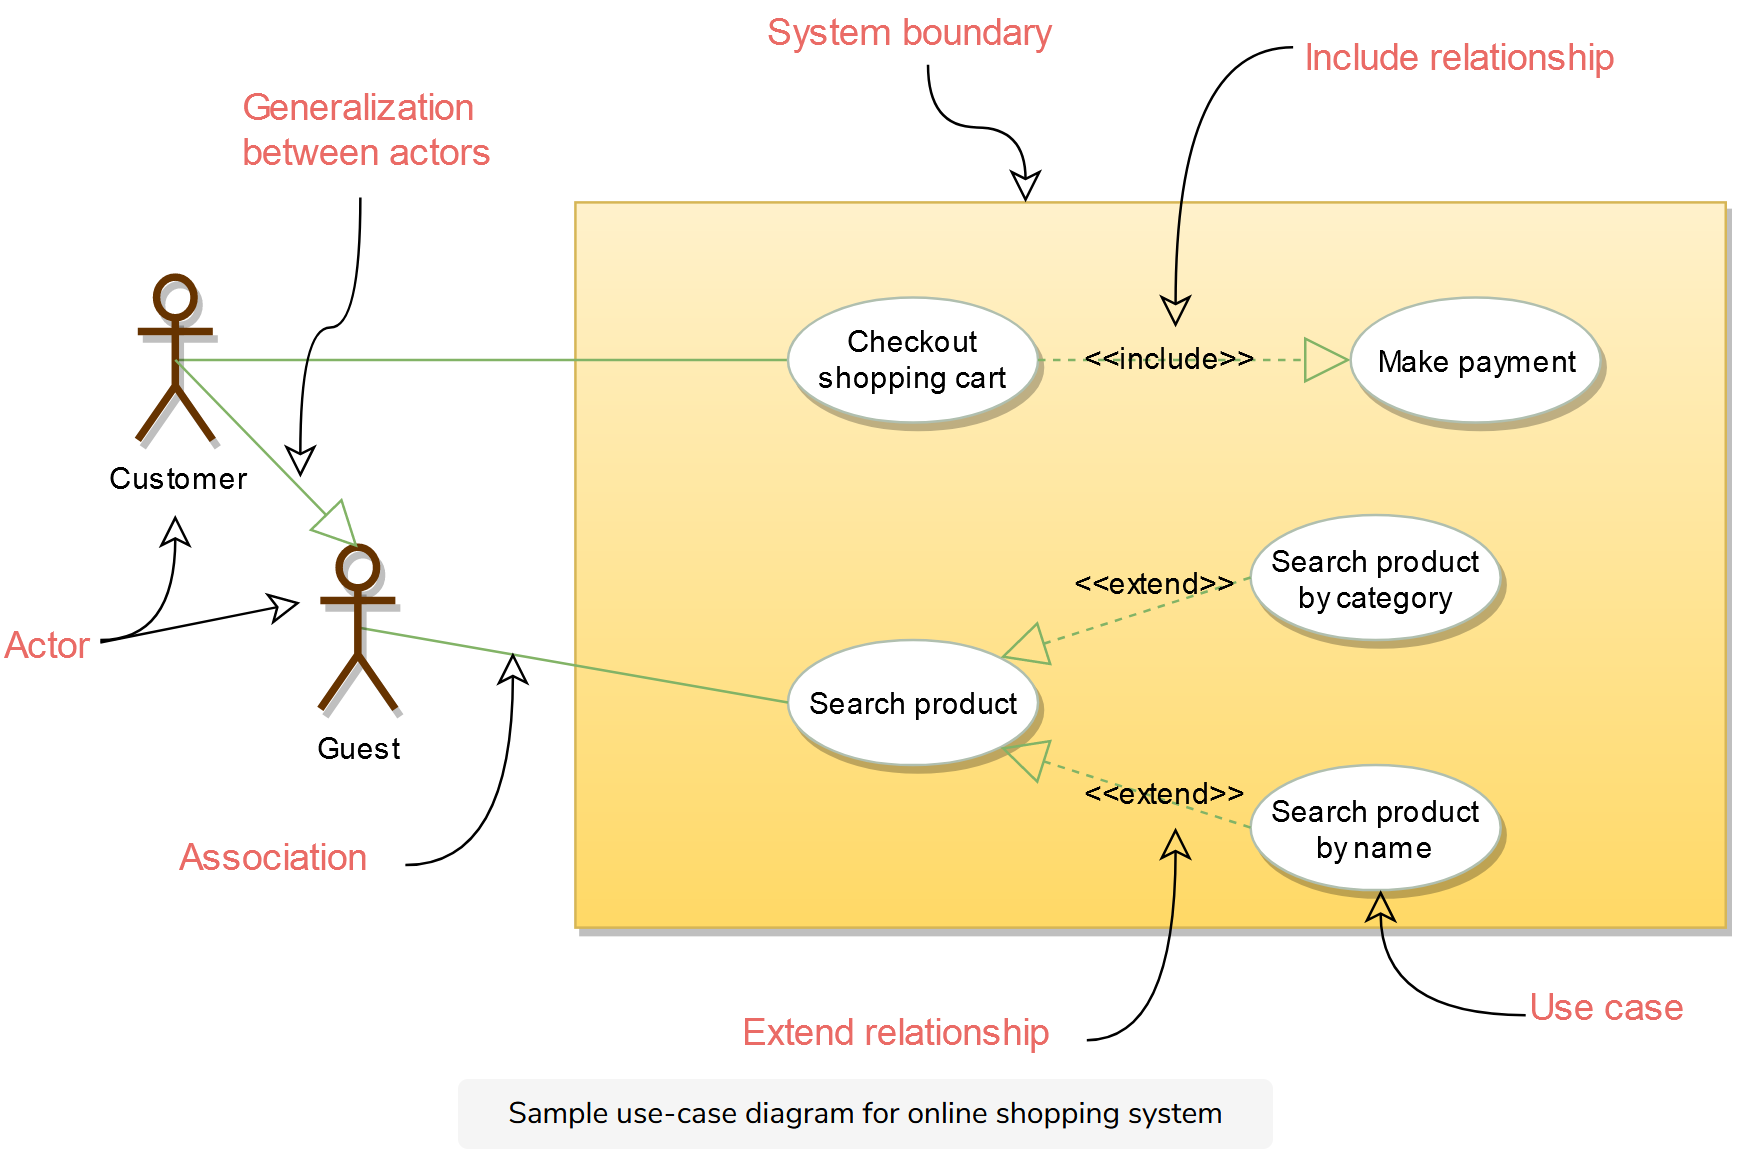 System boundary
Include relationship
Generalization
between actors
Checkout
shopping cart
<<include>>
Make payment
Customer
Search product
by category
<<extend>>
Actor
Search product
Guest
<<extend>>
Search product
by name
Association
Use case
Extend relationship
Sample use-case diagram for online shopping system